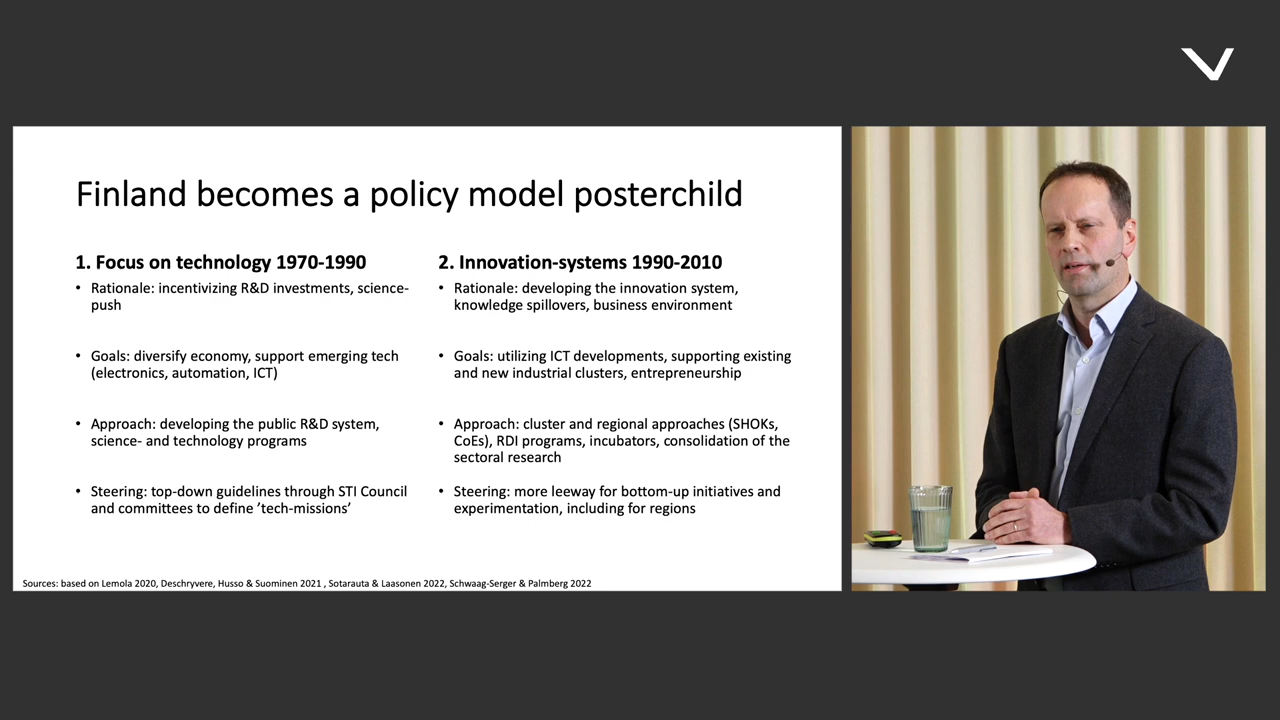 Finland becomes a policy model posterchild
1. Focus on technology 1970-1990
• Rationale: incentivizing R&D investments, science-
push
• Goals: diversify economy, support emerging tech
(electronics, automation, ICT)
• Approach: developing the public R&D system,
science- and technology programs
• Steering: top-down guidelines through STI Council
and committees to define ’tech-missions’
2. Innovation-systems 1990-2010
• Rationale: developing the innovation system,
knowledge spillovers, business environment
• Goals: utilizing ICT developments, supporting existing
and new industrial clusters, entrepreneurship
• Approach: cluster and regional approaches (SHOKs,
CoEs), RDI programs, incubators, consolidation of the
sectoral research
• Steering: more leeway for bottom-up initiatives and
experimentation, including for regions
Sources: based on Lemola 2020, Deschryvere, Husso & Suominen 2021 , Sotarauta & Laasonen 2022, Schwaag-Serger & Palmberg 2022